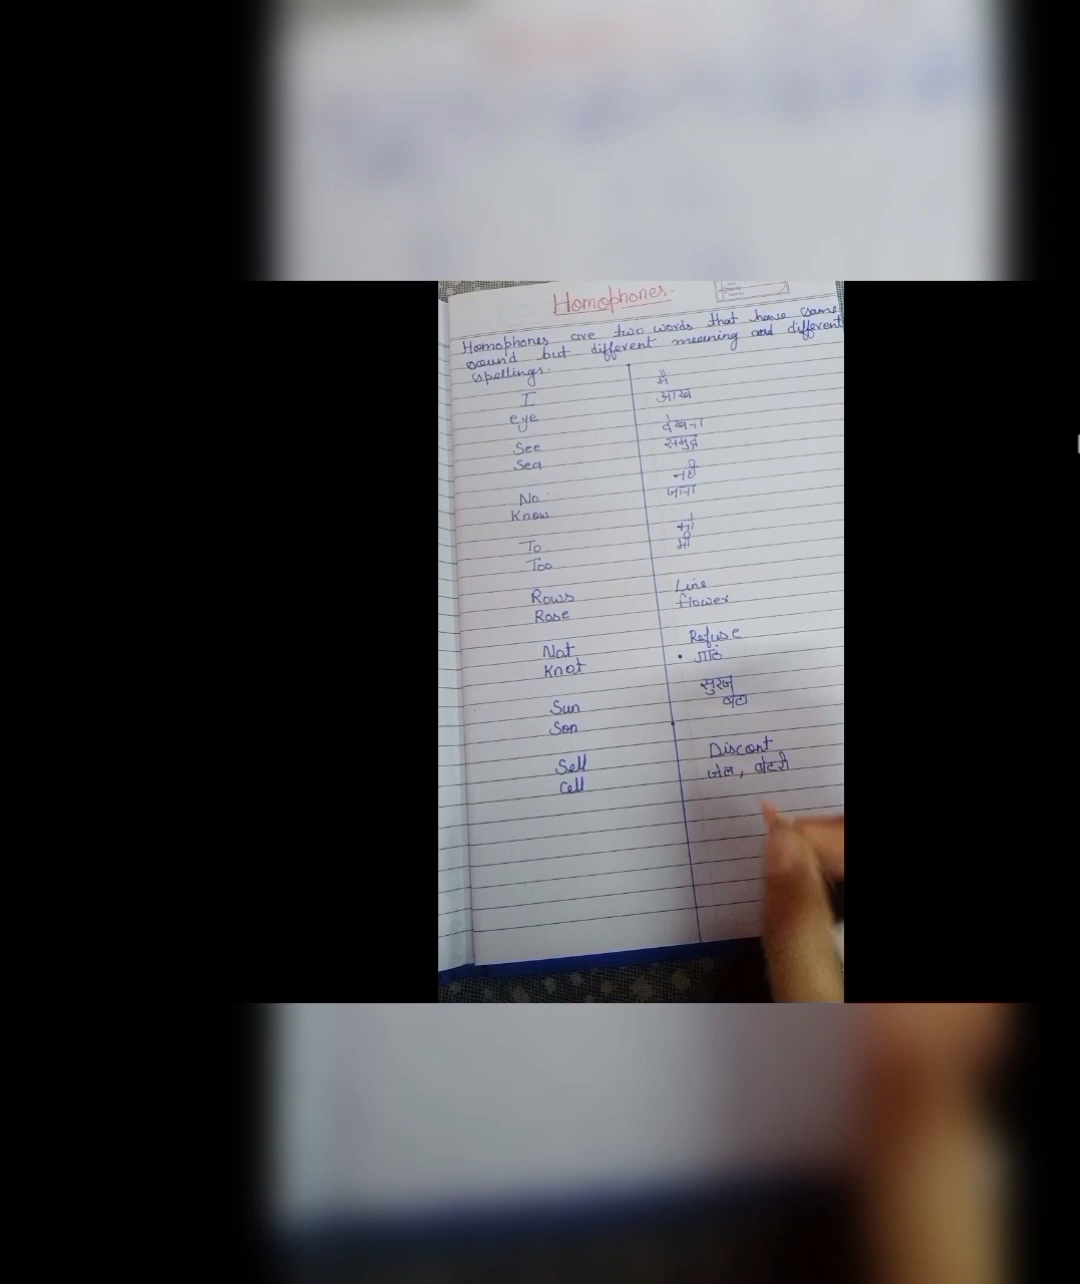 Homophones.
Homophones are two words that have same
sound but different meaning and different
spellings.
I मै
eye आख
See देखना
Sea समुद्र
No नही
Know जाना
To को
Too भी
Rows Line
Rose flower
Not Refuse
Knot गाठं
Sun सुरज
Son बेटा
Sell Discont
Cell जेल, बेटरी